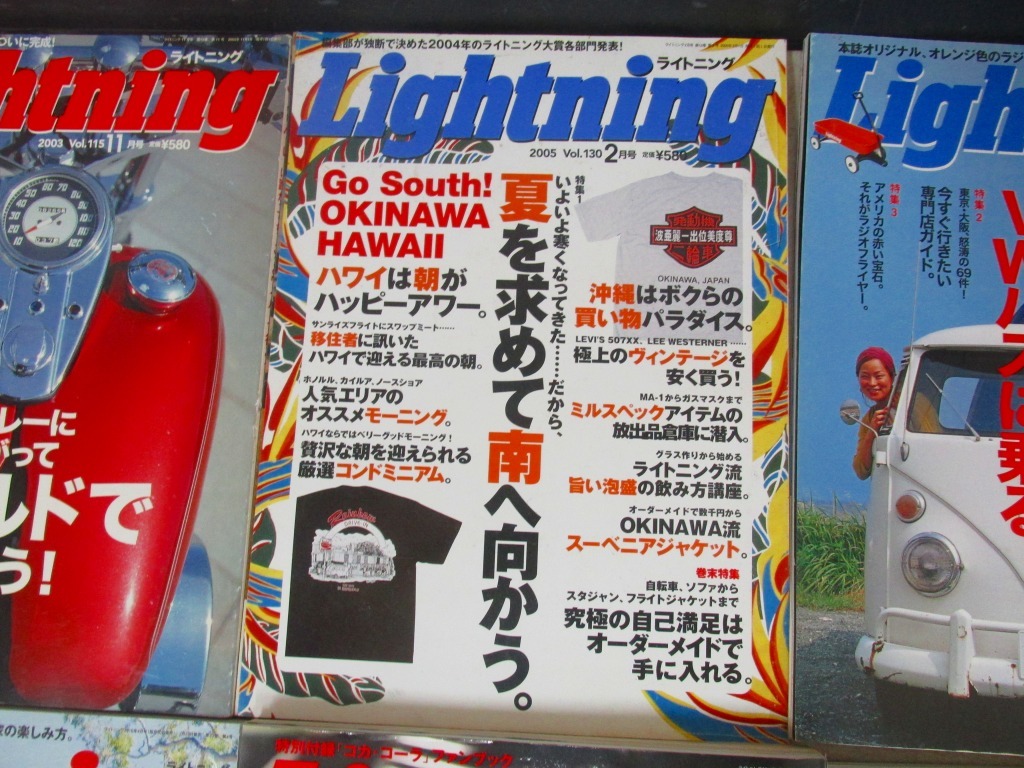 ついに完成!
ライトニング
htning
2003 Vol.115 11月号 定価¥580
レーに
がって
ルドで
う!
編集部が独断で決めた2004年のライトニング大賞各部門発表!
ライトニング
Lightning
2005 Vol.130 2月号 定価¥580
Go South!
OKINAWA
HAWAII
ハワイは朝が
ハッピーアワー。
サンライズフライトにスワップミート……
移住者に訊いた
ハワイで迎える最高の朝。
ホノルル、カイルア、ノースショア
人気エリアの
オススメモーニング。
ハワイならではベリーグッドモーニング!
贅沢な朝を迎えられる
厳選コンドミニアム。
Rainbow
DRIVE-IN
特集1
いよいよ寒くなってきた……だから、
夏を求めて南へ向かう。
波亜麗一出位美度尊
OKINAWA, JAPAN
沖縄はボクらの
買い物パラダイス。
LEVI'S 507XX、LEE WESTERNER……
極上のヴィンテージを
安く買う!
MA-1からガスマスクまで
ミルスペックアイテムの
放出品倉庫に潜入。
グラス作りから始める
ライトニング流
旨い泡盛の飲み方講座。
オーダーメイドで数千円から
OKINAWA流
スーベニアジャケット。
巻末特集
自転車、ソファから
スタジャン、フライトジャケットまで
究極の自己満足は
オーダーメイドで
手に入れる。
本誌オリジナル、オレンジ色のラジ
Ligh
特集2
東京・大阪、怒涛の69件!
今すぐ行きたい
専門店ガイド。
特集3
アメリカの赤い宝石。
それがラジオフライヤー。
VWバスは乗る
の楽しみ方。
特別付録「コカ・コーラ」ファンブック